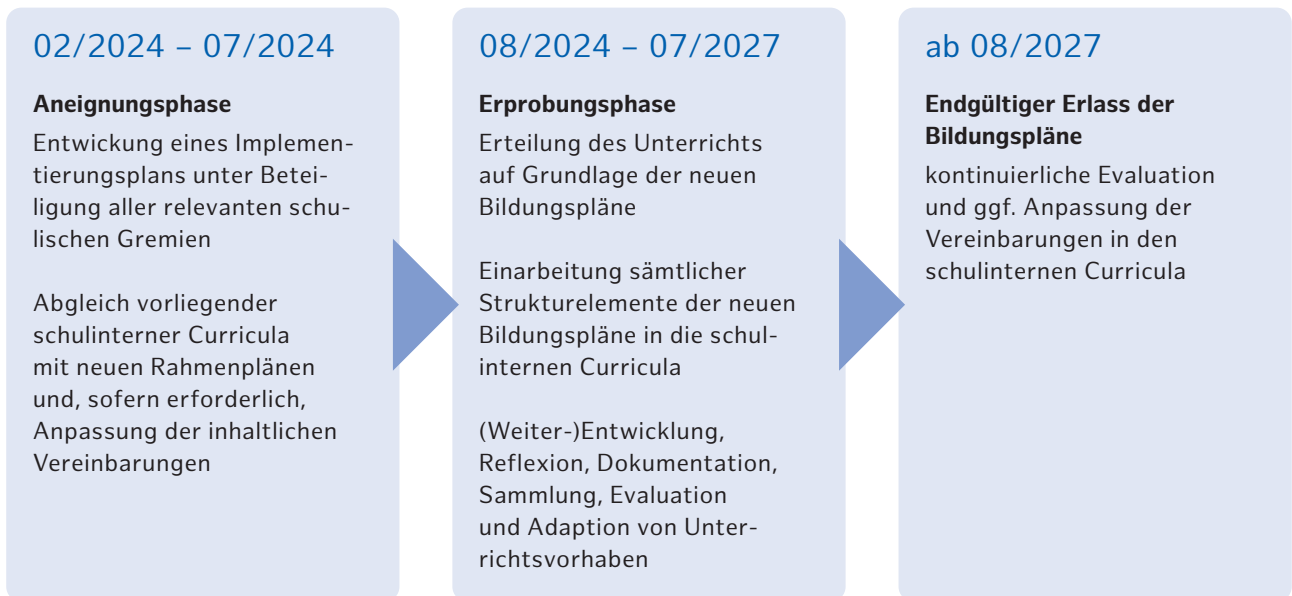 02/2024 – 07/2024
Aneignungsphase
Entwickung eines Implemen-
tierungsplans unter Betei-
ligung aller relevanten schu-
lischen Gremien
Abgleich vorliegender
schulinterner Curricula
mit neuen Rahmenplänen
und, sofern erforderlich,
Anpassung der inhaltlichen
Vereinbarungen
08/2024 – 07/2027
Erprobungsphase
Erteilung des Unterrichts
auf Grundlage der neuen
Bildungspläne
Einarbeitung sämtlicher
Strukturelemente der neuen
Bildungspläne in die schul-
internen Curricula
(Weiter-)Entwicklung,
Reflexion, Dokumentation,
Sammlung, Evaluation
und Adaption von Unter-
richtsvorhaben
ab 08/2027
Endgültiger Erlass der
Bildungspläne
kontinuierliche Evaluation
und ggf. Anpassung der
Vereinbarungen in den
schulinternen Curricula